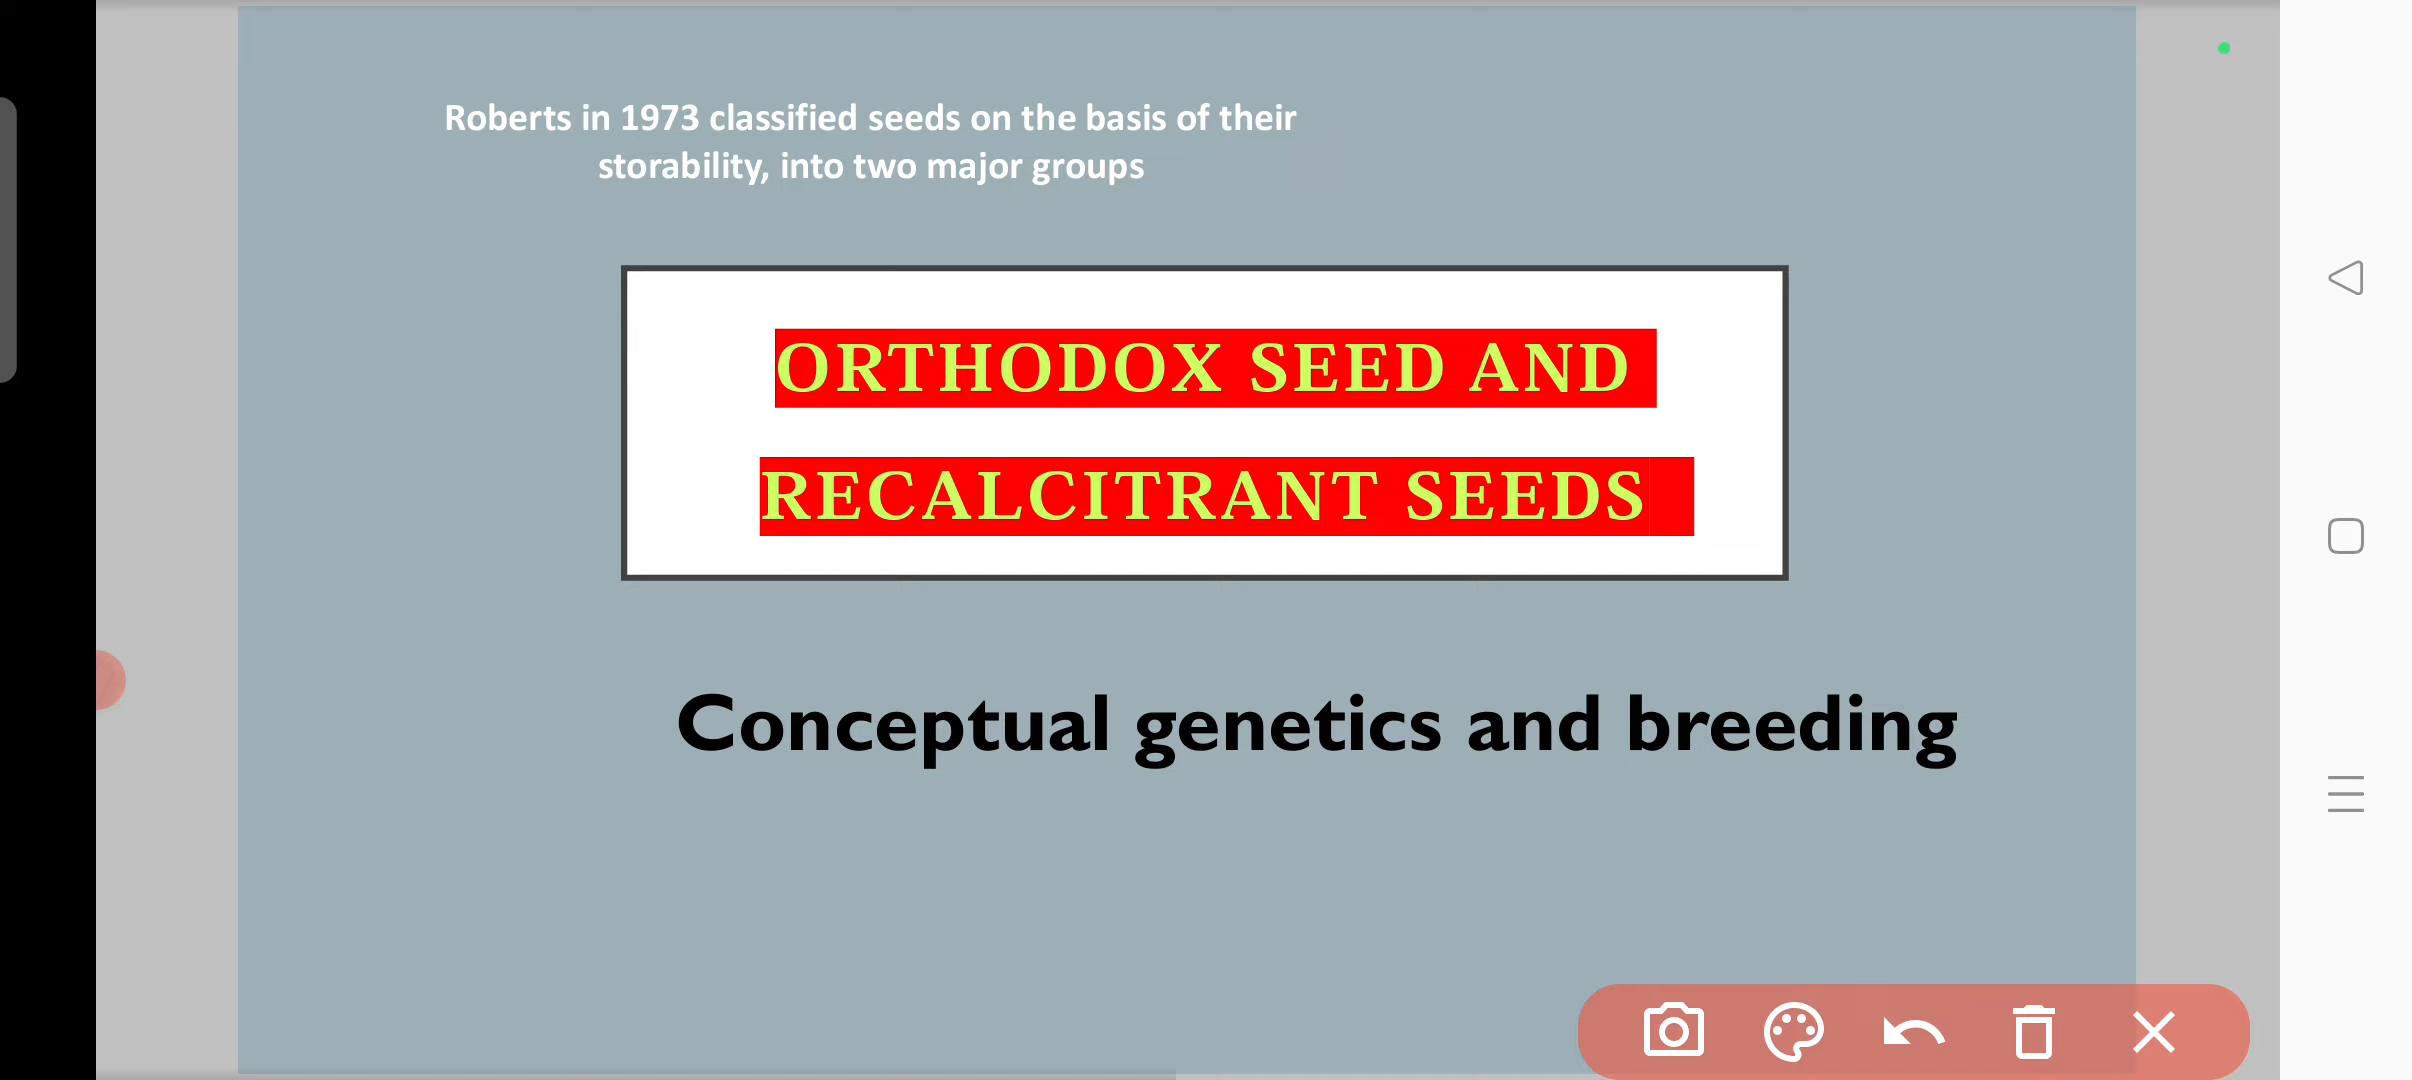 Roberts in 1973 classified seeds on the basis of their
storability, into two major groups
ORTHODOX SEED AND
RECALCITRANT SEEDS
Conceptual genetics and breeding